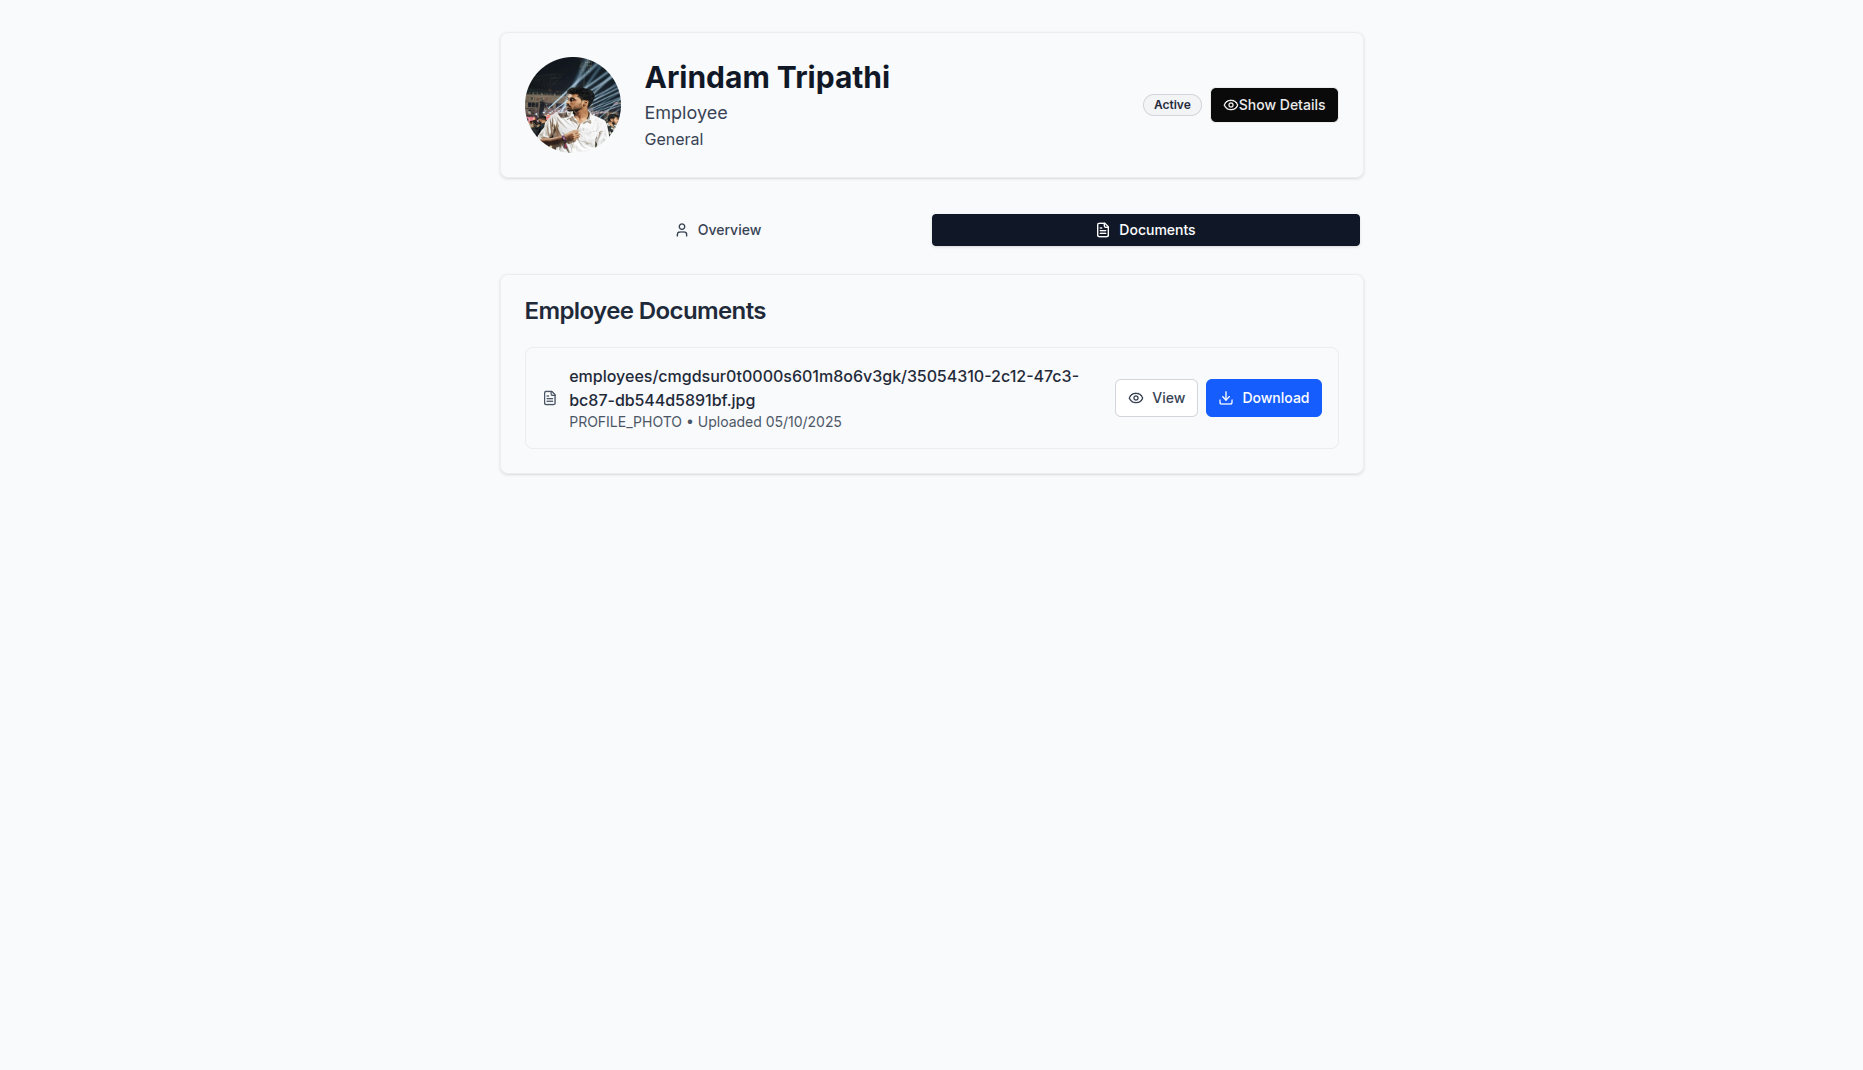 Arindam Tripathi
Employee
General
Active
Show Details
Overview
Documents
Employee Documents
employees/cmgdsur0t0000s601m8o6v3gk/35054310-2c12-47c3-
bc87-db544d5891bf.jpg
PROFILE_PHOTO • Uploaded 05/10/2025
View
Download